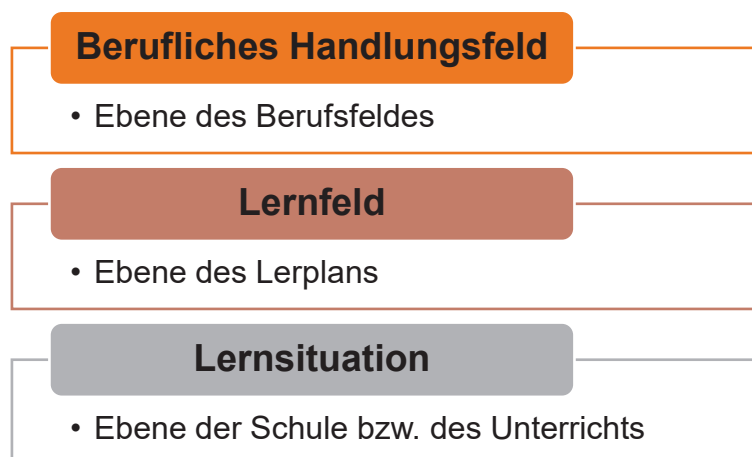 Berufliches Handlungsfeld
• Ebene des Berufsfeldes
Lernfeld
• Ebene des Lerplans
Lernsituation
• Ebene der Schule bzw. des Unterrichts